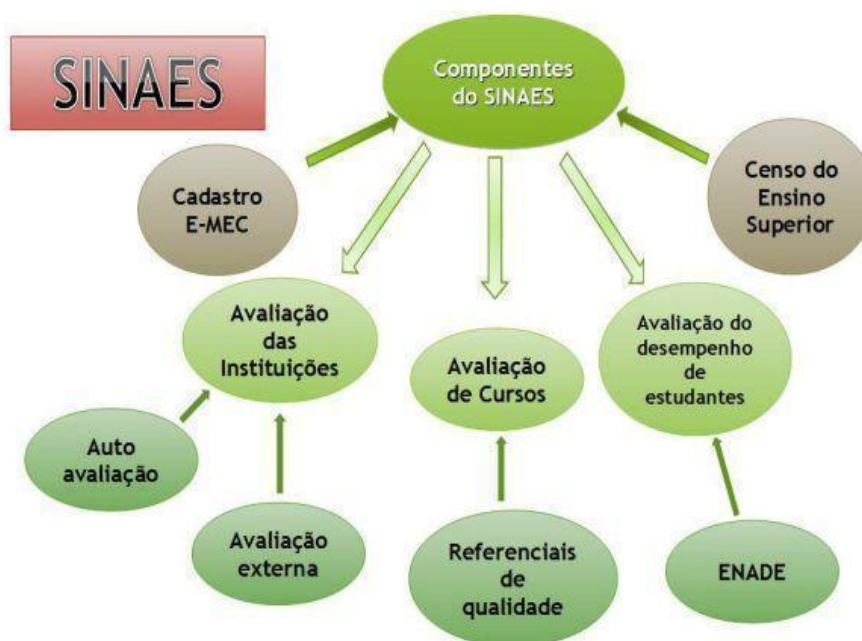 SINAES
Componentes
do SINAES
Cadastro
E-MEC
Censo do
Ensino
Superior
Avaliação
das
Instituições
Avaliação
de Cursos
Avaliação do
desempenho
de
estudantes
Auto
avaliação
Avaliação
externa
Referenciais
de
qualidade
ENADE